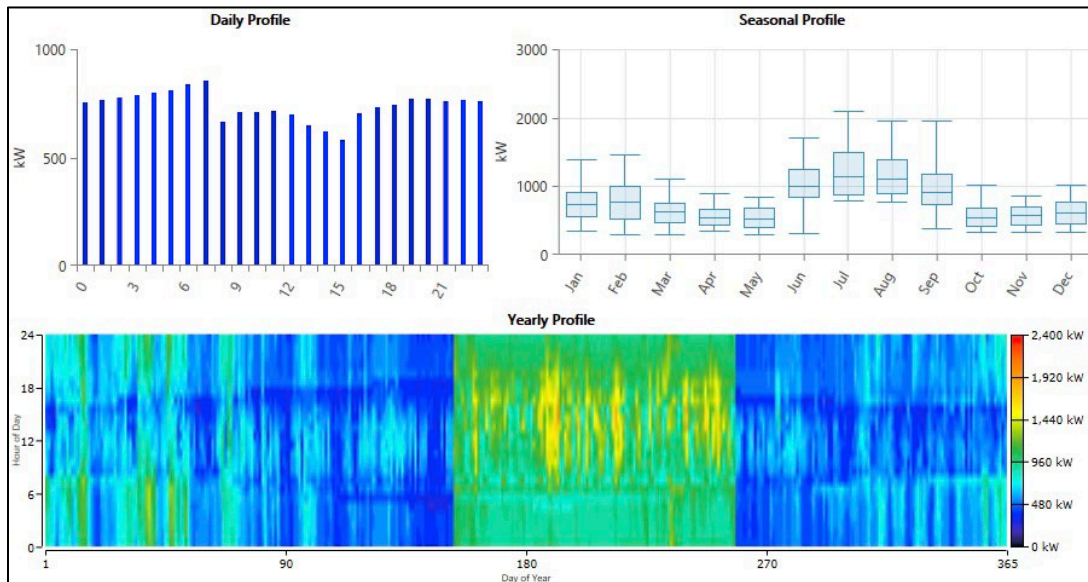 Daily Profile
1000
500
0
kW
0
3
6
9
12
15
18
21
Seasonal Profile
3000
2000
1000
0
kW
Jan
Feb
Mar
Apr
May
Jun
Jul
Aug
Sep
Oct
Nov
Dec
Yearly Profile
24
18
12
6
0
Hour of Day
1
90
180
270
365
Day of Year
2,400 kW
1,920 kW
1,440 kW
960 kW
480 kW
0 kW